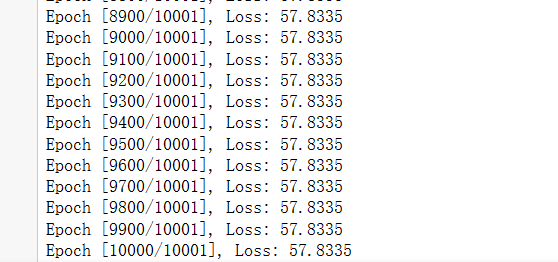 Epoch [8900/10001], Loss: 57.8335
Epoch [9000/10001], Loss: 57.8335
Epoch [9100/10001], Loss: 57.8335
Epoch [9200/10001], Loss: 57.8335
Epoch [9300/10001], Loss: 57.8335
Epoch [9400/10001], Loss: 57.8335
Epoch [9500/10001], Loss: 57.8335
Epoch [9600/10001], Loss: 57.8335
Epoch [9700/10001], Loss: 57.8335
Epoch [9800/10001], Loss: 57.8335
Epoch [9900/10001], Loss: 57.8335
Epoch [10000/10001], Loss: 57.8335